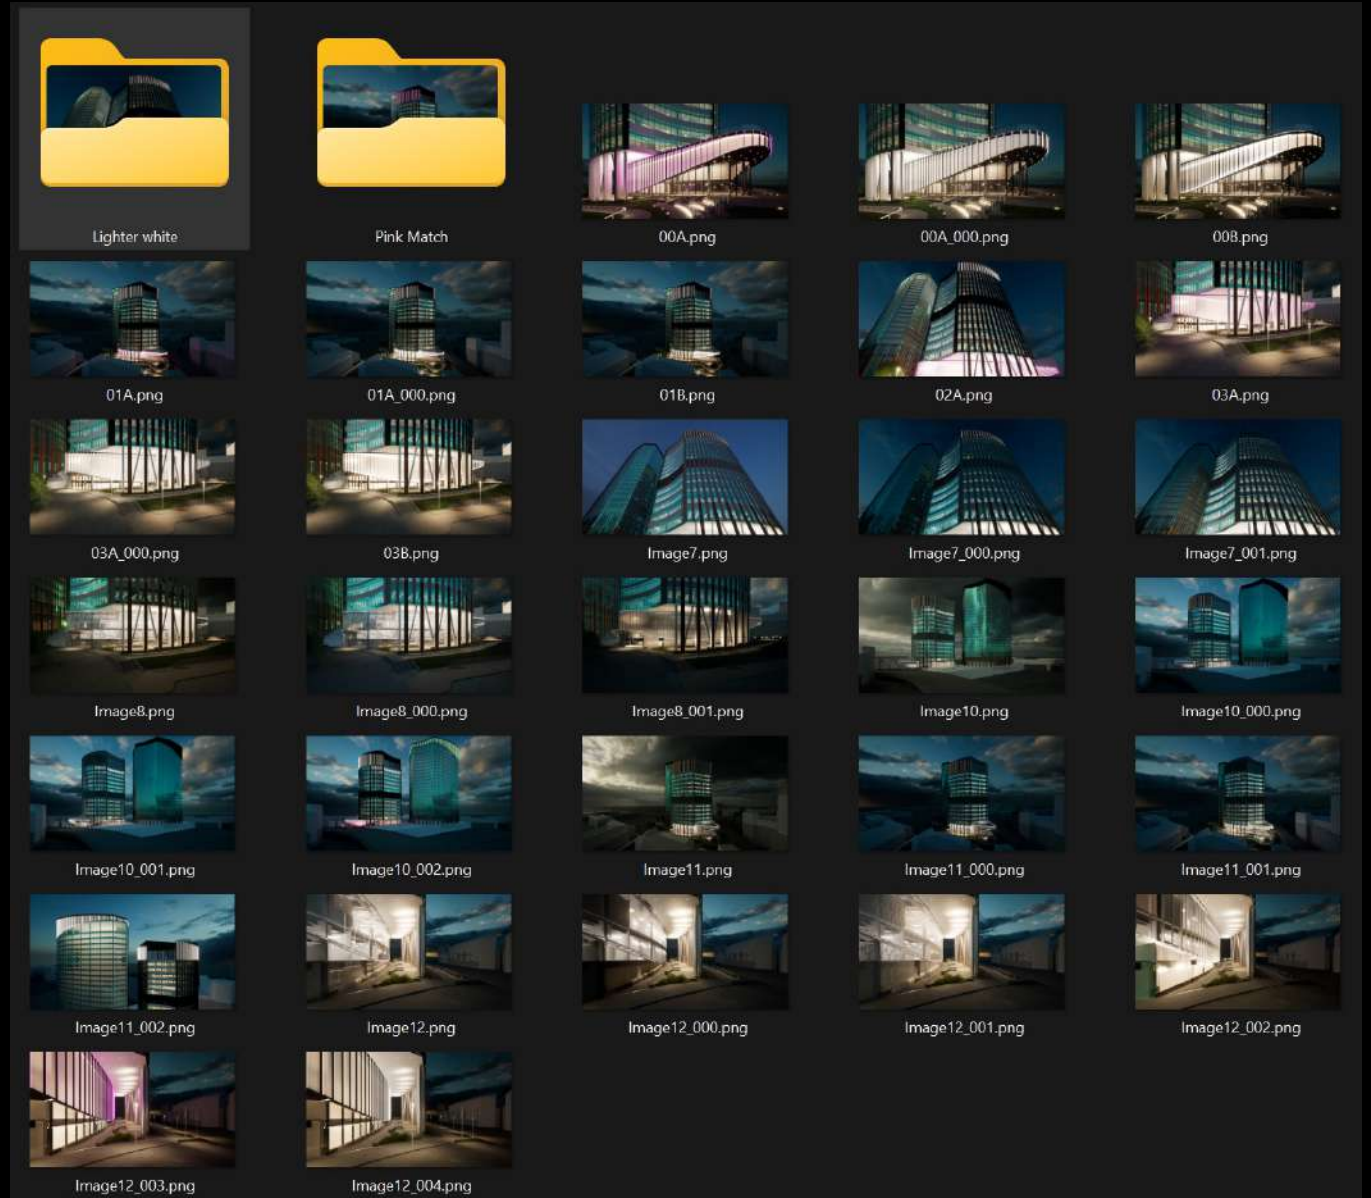 Lighter white
Pink Match
00A.png
00A_000.png
00B.png
01A.png
01A_000.png
01B.png
02A.png
03A.png
03A_000.png
03B.png
Image7.png
Image7_000.png
Image7_001.png
Image8.png
Image8_000.png
Image8_001.png
Image10.png
Image10_000.png
Image10_001.png
Image10_002.png
Image11.png
Image11_000.png
Image11_001.png
Image11_002.png
Image12.png
Image12_000.png
Image12_001.png
Image12_002.png
Image12_003.png
Image12_004.png